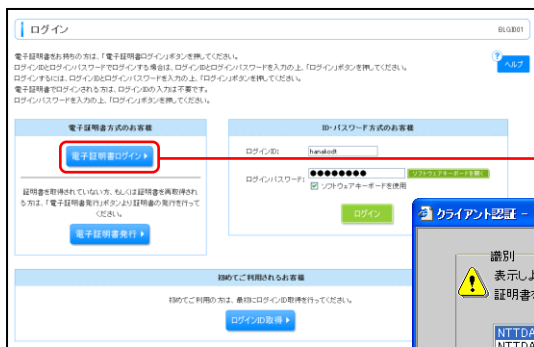 ログイン
BLGI001
電子証明書をお持ちの方は、「電子証明書ログイン」ボタンを押してください。
ログインIDとログインパスワードでログインする場合は、ログインIDとログインパスワードを入力の上、「ログイン」ボタンを押してください。
ログインするには、ログインIDとログインパスワードを入力の上、「ログイン」ボタンを押してください。
電子証明書でログインされる方は、ログインIDの入力は不要です。
ログインパスワードを入力の上、「ログイン」ボタンを押してください。
?
ヘルプ
電子証明書方式のお客様
電子証明書ログイン
証明書を取得されていない方、もしくは証明書を再取得され
る方は、「電子証明書発行」ボタンより証明書の発行を行って
ください。
電子証明書発行
ID・パスワード方式のお客様
ログインID:
hanakodt
ログインパスワード:
●●●●●●●●
ソフトウェアキーボードを開く
ソフトウェアキーボードを使用
ログイン
初めてご利用されるお客様
初めてご利用の方は、最初にログインID取得を行ってください。
ログインID取得
クライアント認証 -
識別
表示しよ
証明書を
NTTDA
NTTDA